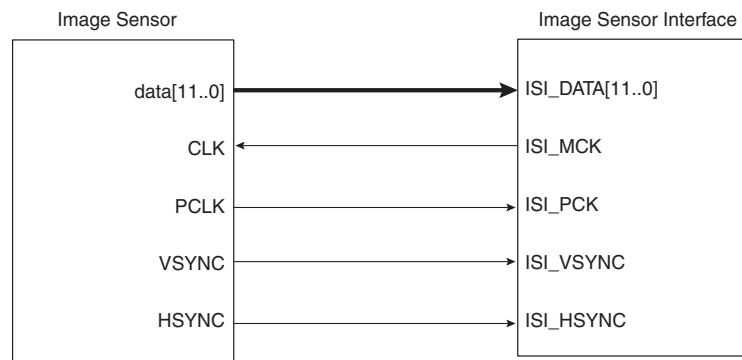 Image Sensor
Image Sensor Interface
data[11..0]
ISI_DATA[11..0]
CLK
ISI_MCK
PCLK
ISI_PCK
VSYNC
ISI_VSYNC
HSYNC
ISI_HSYNC